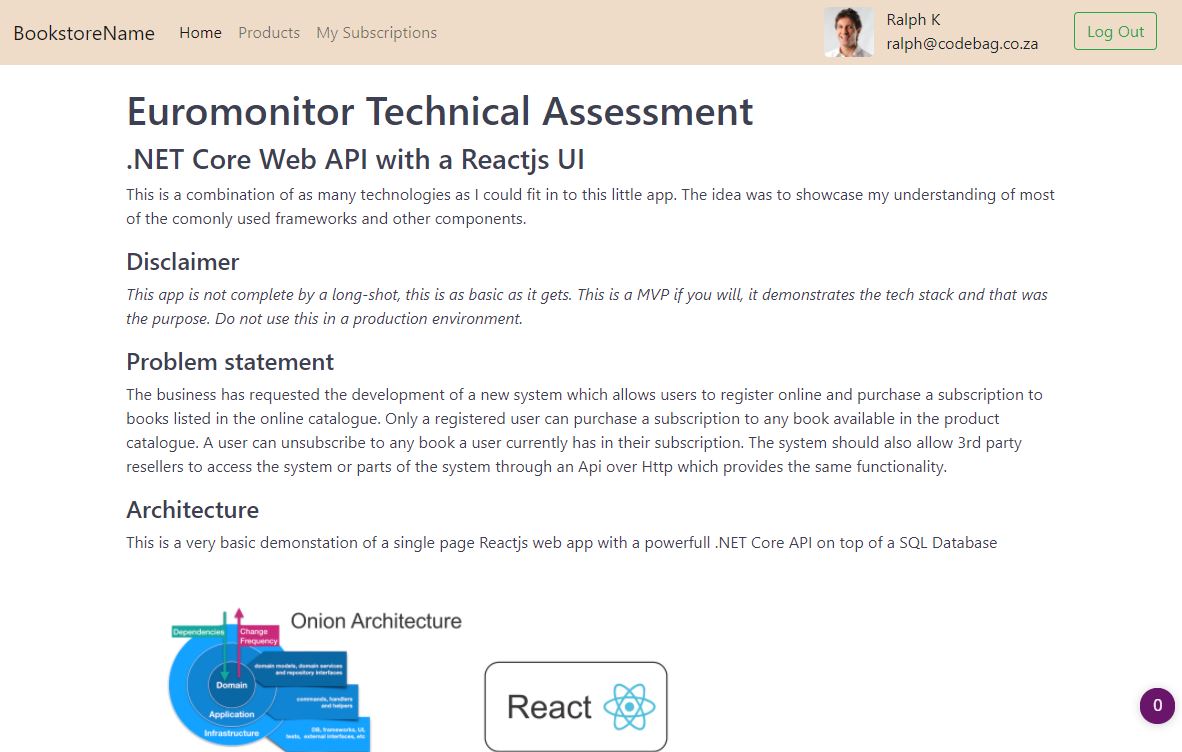 BookstoreName Home Products My Subscriptions
Ralph K
ralph@codebag.co.za
Log Out
Euromonitor Technical Assessment
.NET Core Web API with a Reactjs UI
This is a combination of as many technologies as I could fit in to this little app. The idea was to showcase my understanding of most
of the comonly used frameworks and other components.
Disclaimer
This app is not complete by a long-shot, this is as basic as it gets. This is a MVP if you will, it demonstrates the tech stack and that was
the purpose. Do not use this in a production environment.
Problem statement
The business has requested the development of a new system which allows users to register online and purchase a subscription to
books listed in the online catalogue. Only a registered user can purchase a subscription to any book available in the product
catalogue. A user can unsubscribe to any book a user currently has in their subscription. The system should also allow 3rd party
resellers to access the system or parts of the system through an Api over Http which provides the same functionality.
Architecture
This is a very basic demonstation of a single page Reactjs web app with a powerfull .NET Core API on top of a SQL Database
Onion Architecture
Dependencies
Change
Frequency
domain models, domain services
and repository interfaces
Domain
commands, handlers
and helpers
Application
Infrastructure
DB, frameworks, UI,
tests, external interfaces, etc
React
0